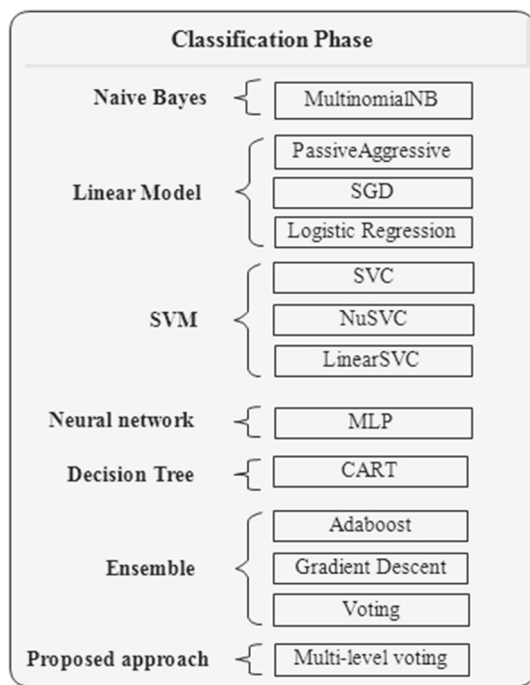 Classification Phase
Naive Bayes
MultinomialNB
Linear Model
PassiveAggressive
SGD
Logistic Regression
SVM
SVC
NuSVC
LinearSVC
Neural network
MLP
Decision Tree
CART
Ensemble
Adaboost
Gradient Descent
Voting
Proposed approach
Multi-level voting